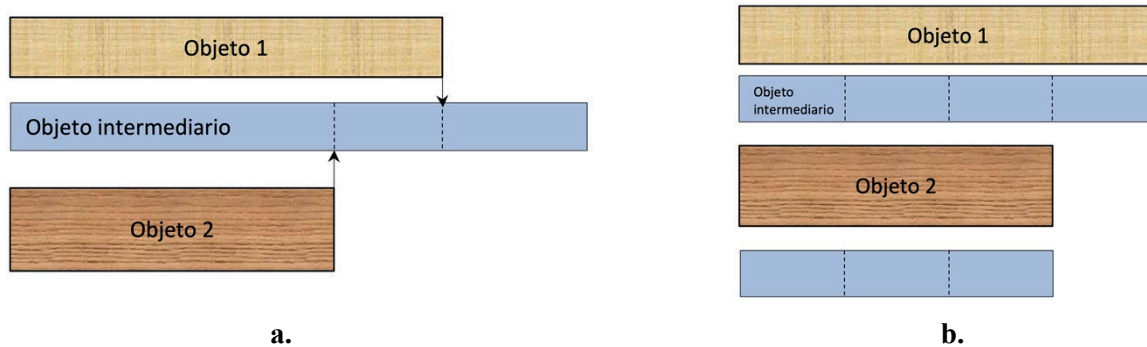 Objeto 1
Objeto intermediario
Objeto 2
a.
Objeto 1
Objeto
intermediario
Objeto 2
b.